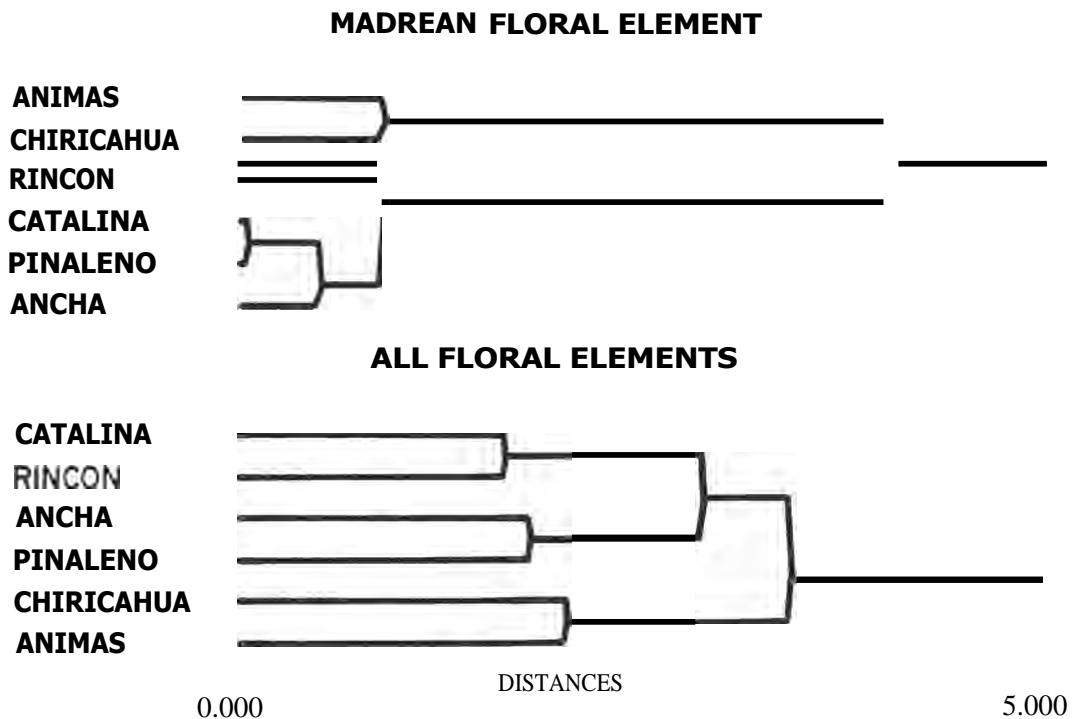 MADREAN FLORAL ELEMENT
ANIMAS
CHIRICAHUA
RINCON
CATALINA
PINALENO
ANCHA
ALL FLORAL ELEMENTS
CATALINA
RINCON
ANCHA
PINALENO
CHIRICAHUA
ANIMAS
DISTANCES
0.000 5.000